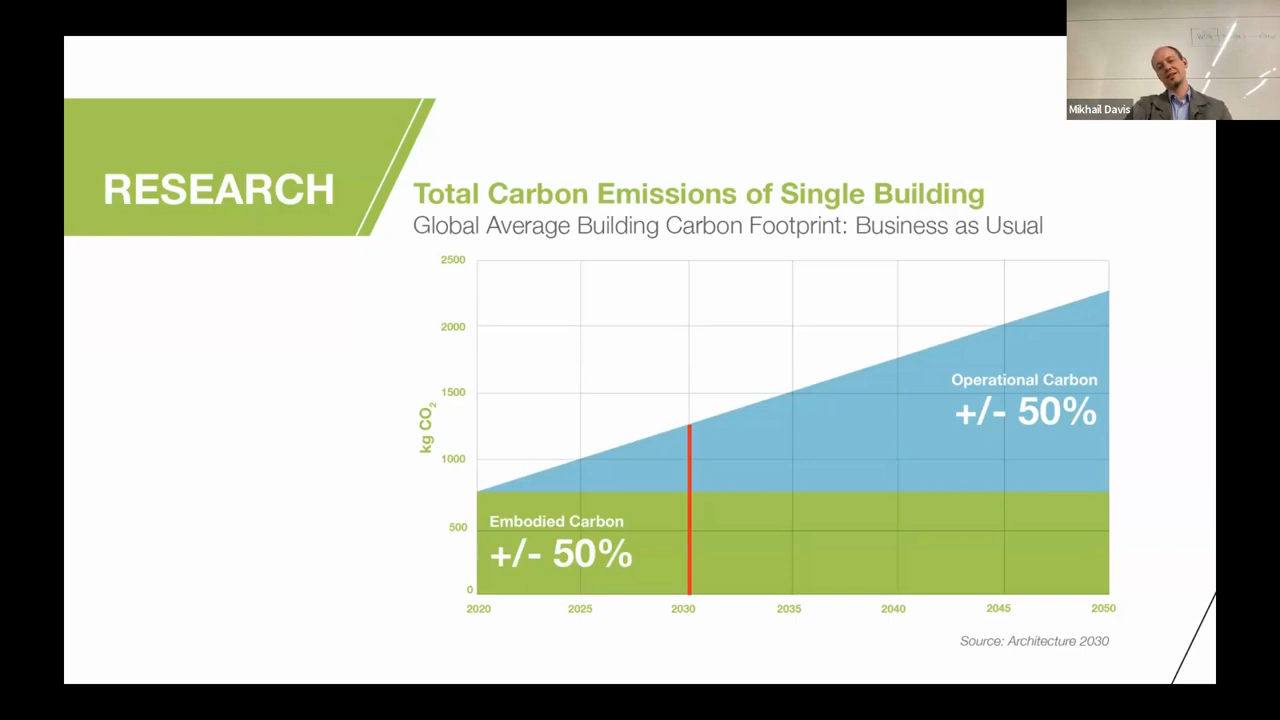 Mikhail Davis
RESEARCH
Total Carbon Emissions of Single Building
Global Average Building Carbon Footprint: Business as Usual
kg CO₂
2500
2000
1500
1000
500
0
Operational Carbon
+/- 50%
Embodied Carbon
+/- 50%
2020 2025 2030 2035 2040 2045 2050
Source: Architecture 2030